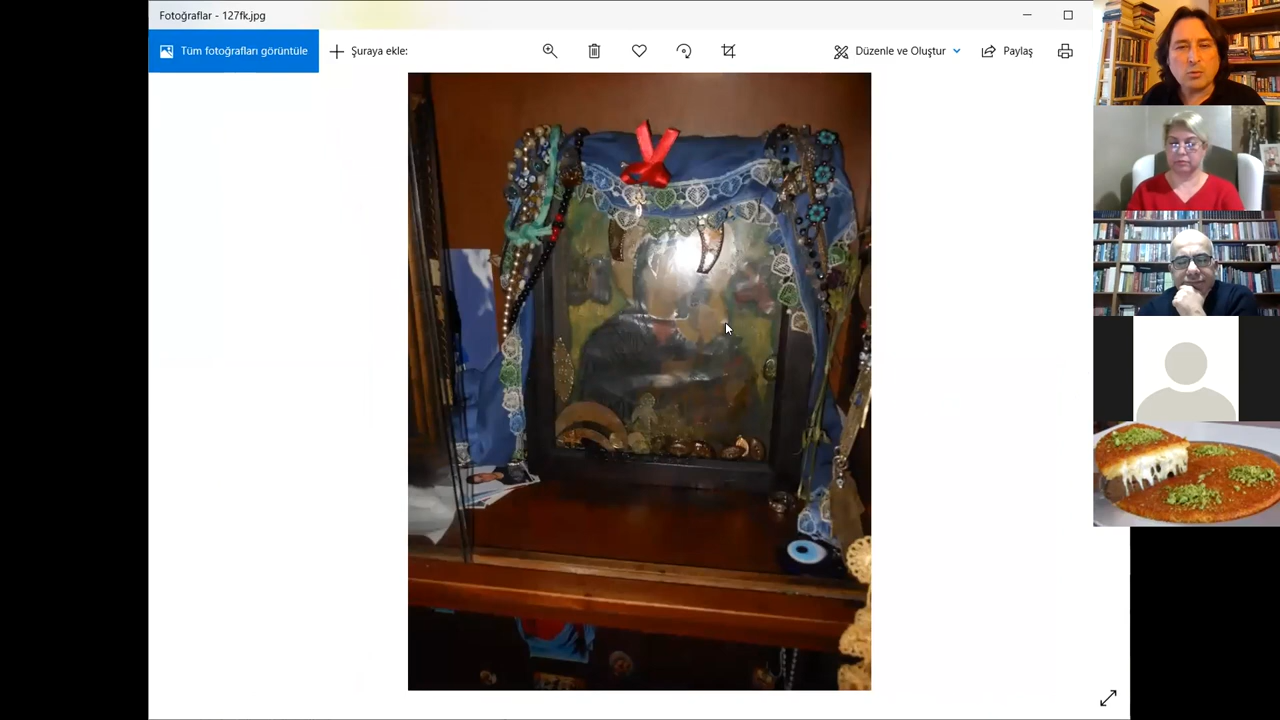 Fotoğraflar - 127fk.jpg
Tüm fotoğrafları görüntüle
Şuraya ekle:
Düzenle ve Oluştur
Paylaş